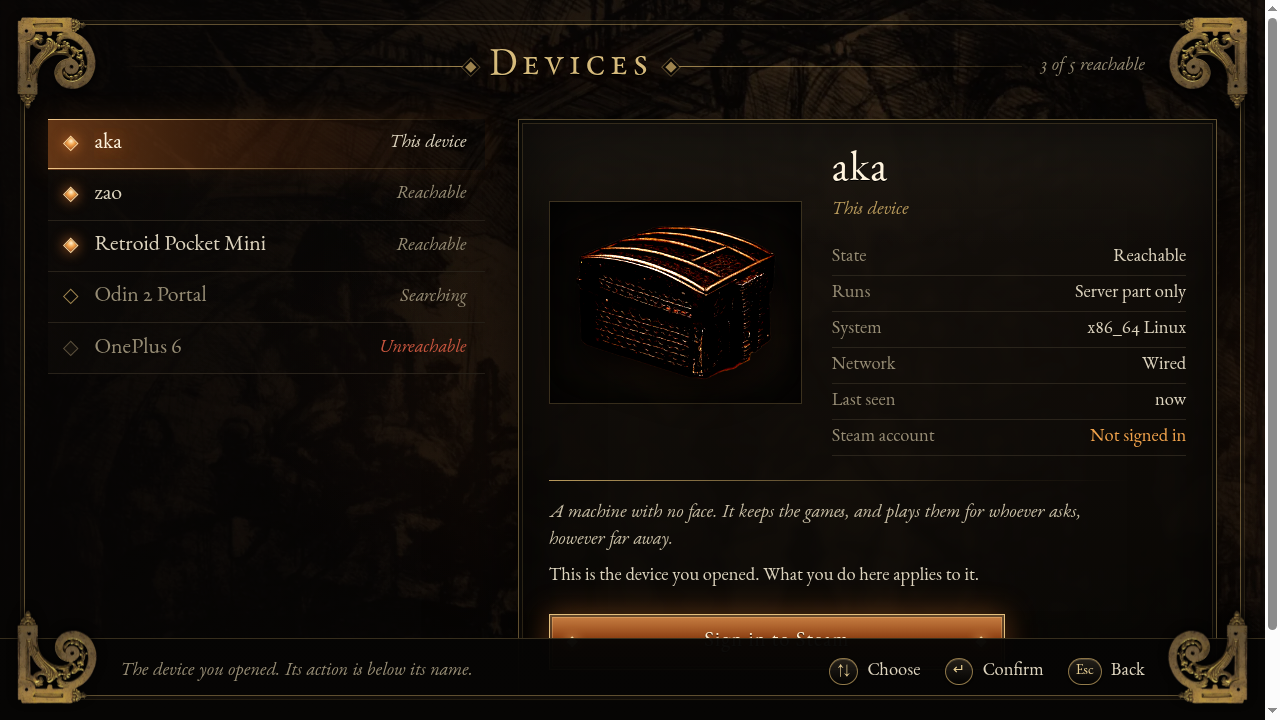 Devices
3 of 5 reachable
aka This device
zao Reachable
Retroid Pocket Mini Reachable
Odin 2 Portal Searching
OnePlus 6 Unreachable
aka
This device
State Reachable
Runs Server part only
System x86_64 Linux
Network Wired
Last seen now
Steam account Not signed in
A machine with no face. It keeps the games, and plays them for whoever asks,
however far away.
This is the device you opened. What you do here applies to it.
Sign in to Steam
The device you opened. Its action is below its name.
↑↓ Choose ↵ Confirm Esc Back